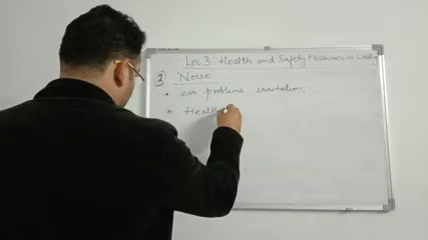 Lec 3 Health and Safety Measures in
③ Noise
• ear problems irritation,
* Health